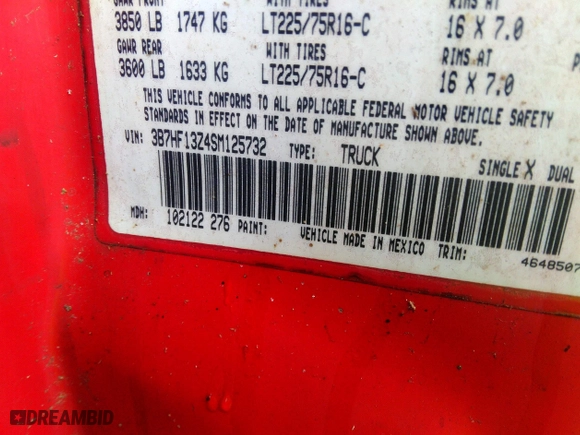 3850 LB 1747 KG LT225/75R16-C 16 X 7.0
GWAR REAR WITH TIRES RIMS AT
3600 LB 1633 KG LT225/75R16-C 16 X 7.0
THIS VEHICLE CONFORMS TO ALL APPLICABLE FEDERAL MOTOR VEHICLE SAFETY
STANDARDS IN EFFECT ON THE DATE OF MANUFACTURE SHOWN ABOVE.
VIN: 3B7HF13Z4SM125732 TYPE: TRUCK SINGLE X DUAL
MDH: 102122 276 PAINT: VEHICLE MADE IN MEXICO TRIM: 4648507
DREAMBID